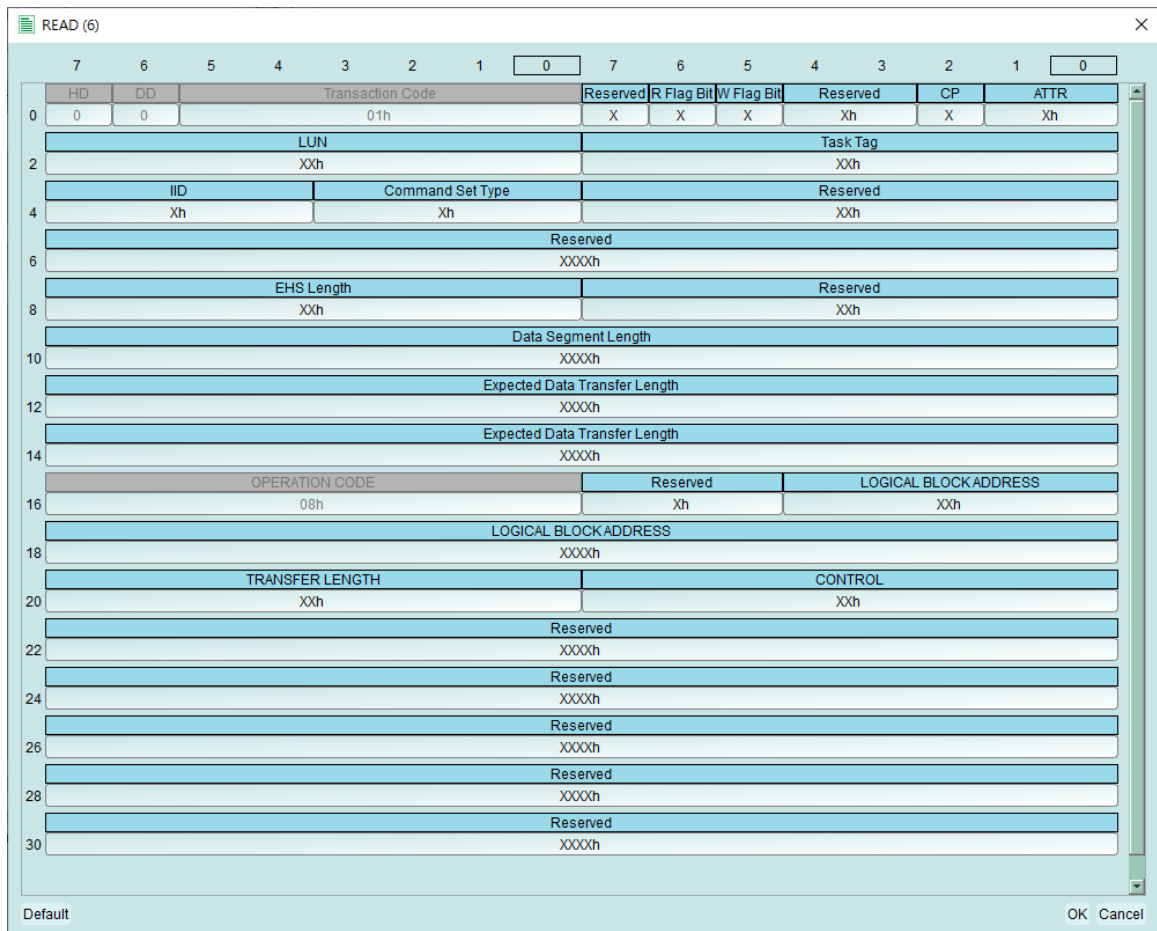 READ (6)
7 6 5 4 3 2 1 0 7 6 5 4 3 2 1 0
HD DD Transaction Code Reserved R Flag Bit W Flag Bit Reserved CP ATTR
0 0 0 01h X X X Xh X Xh
LUN Task Tag
2 XXh XXh
IID Command Set Type Reserved
4 Xh Xh XXh
Reserved
6 XXXXh
EHS Length Reserved
8 XXh XXh
Data Segment Length
10 XXXXh
Expected Data Transfer Length
12 XXXXh
Expected Data Transfer Length
14 XXXXh
OPERATION CODE Reserved LOGICAL BLOCK ADDRESS
16 08h Xh XXh
LOGICAL BLOCK ADDRESS
18 XXXXh
TRANSFER LENGTH CONTROL
20 XXh XXh
Reserved
22 XXXXh
Reserved
24 XXXXh
Reserved
26 XXXXh
Reserved
28 XXXXh
Reserved
30 XXXXh
Default OK Cancel